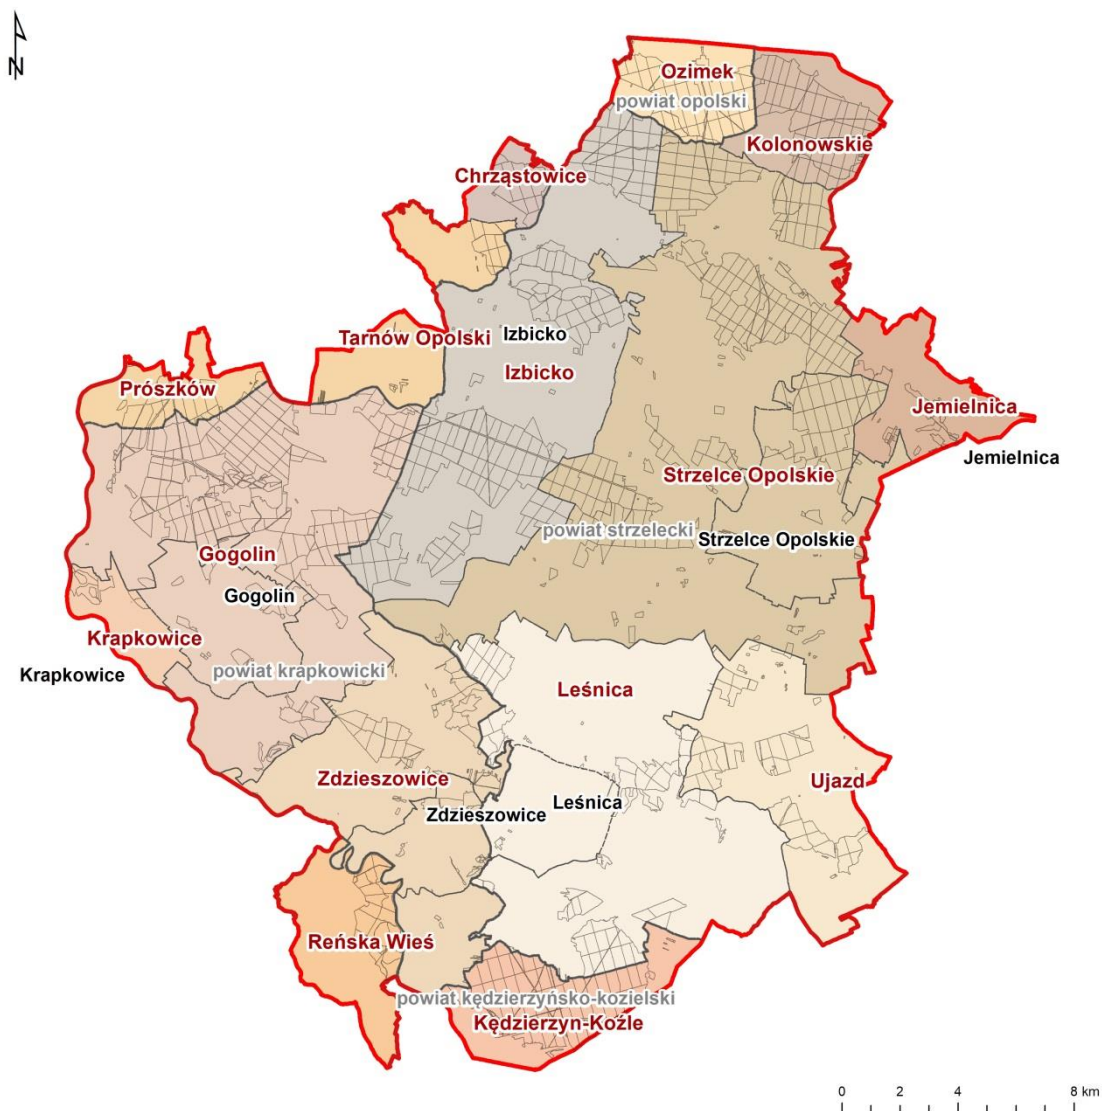 N
Ozimek
powiat opolski
Kolonowskie
Chrząstowice
Tarnów Opolski
Izbicko
Izbicko
Prószków
Jemielnica
Jemielnica
Strzelce Opolskie
powiat strzelecki
Strzelce Opolskie
Gogolin
Gogolin
Krapkowice
Krapkowice
powiat krapkowicki
Leśnica
Zdzieszowice
Ujazd
Zdzieszowice
Leśnica
Reńska Wieś
powiat kędzierzyńsko-kozielski
Kędzierzyn-Koźle
0 2 4 8 km